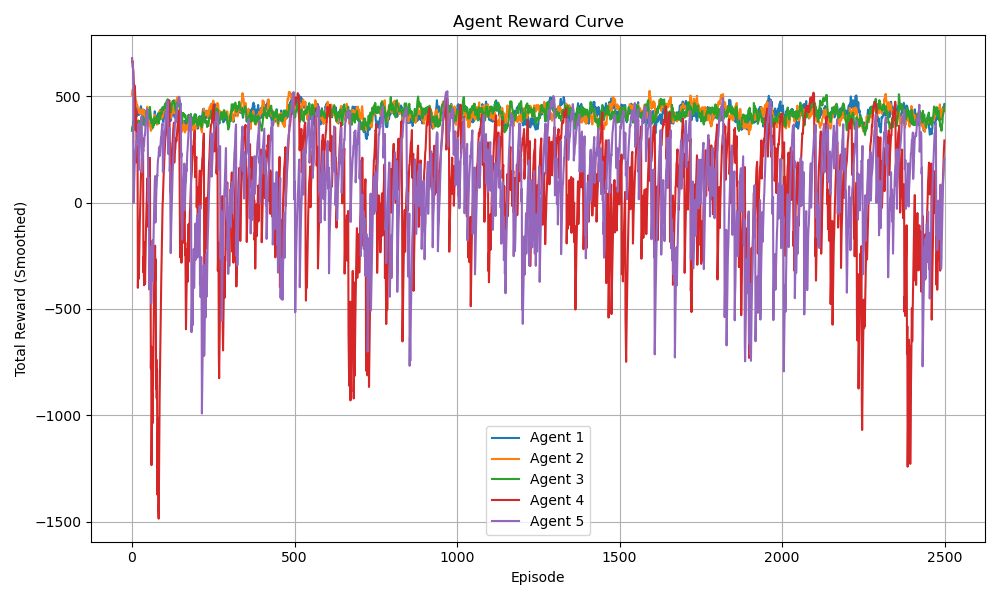 Agent Reward Curve
Total Reward (Smoothed)
500
0
−500
−1000
−1500
Agent 1
Agent 2
Agent 3
Agent 4
Agent 5
0 500 1000 1500 2000 2500
Episode